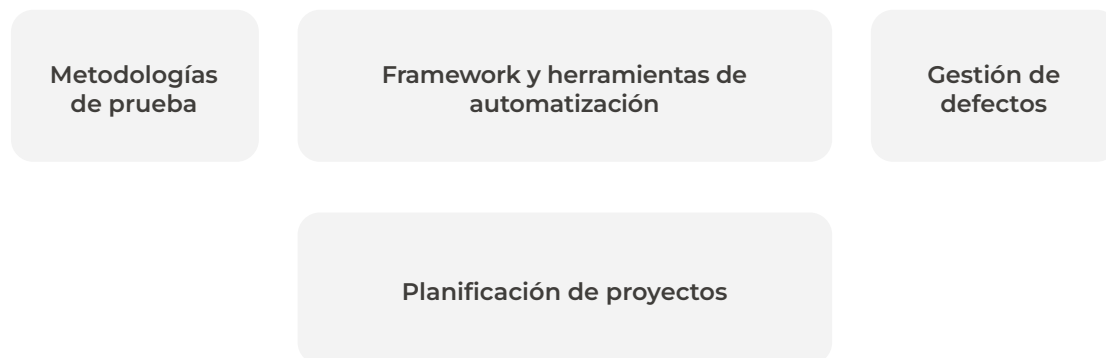 Metodologías
de prueba
Framework y herramientas de
automatización
Gestión de
defectos
Planificación de proyectos